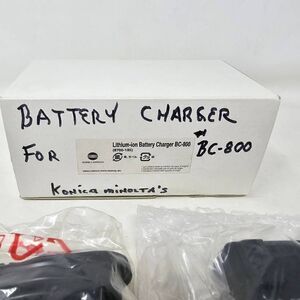 BATTERY CHARGER
FOR
Lithium-ion Battery Charger BC-800
BC-800
KONICA MINOLTA'S